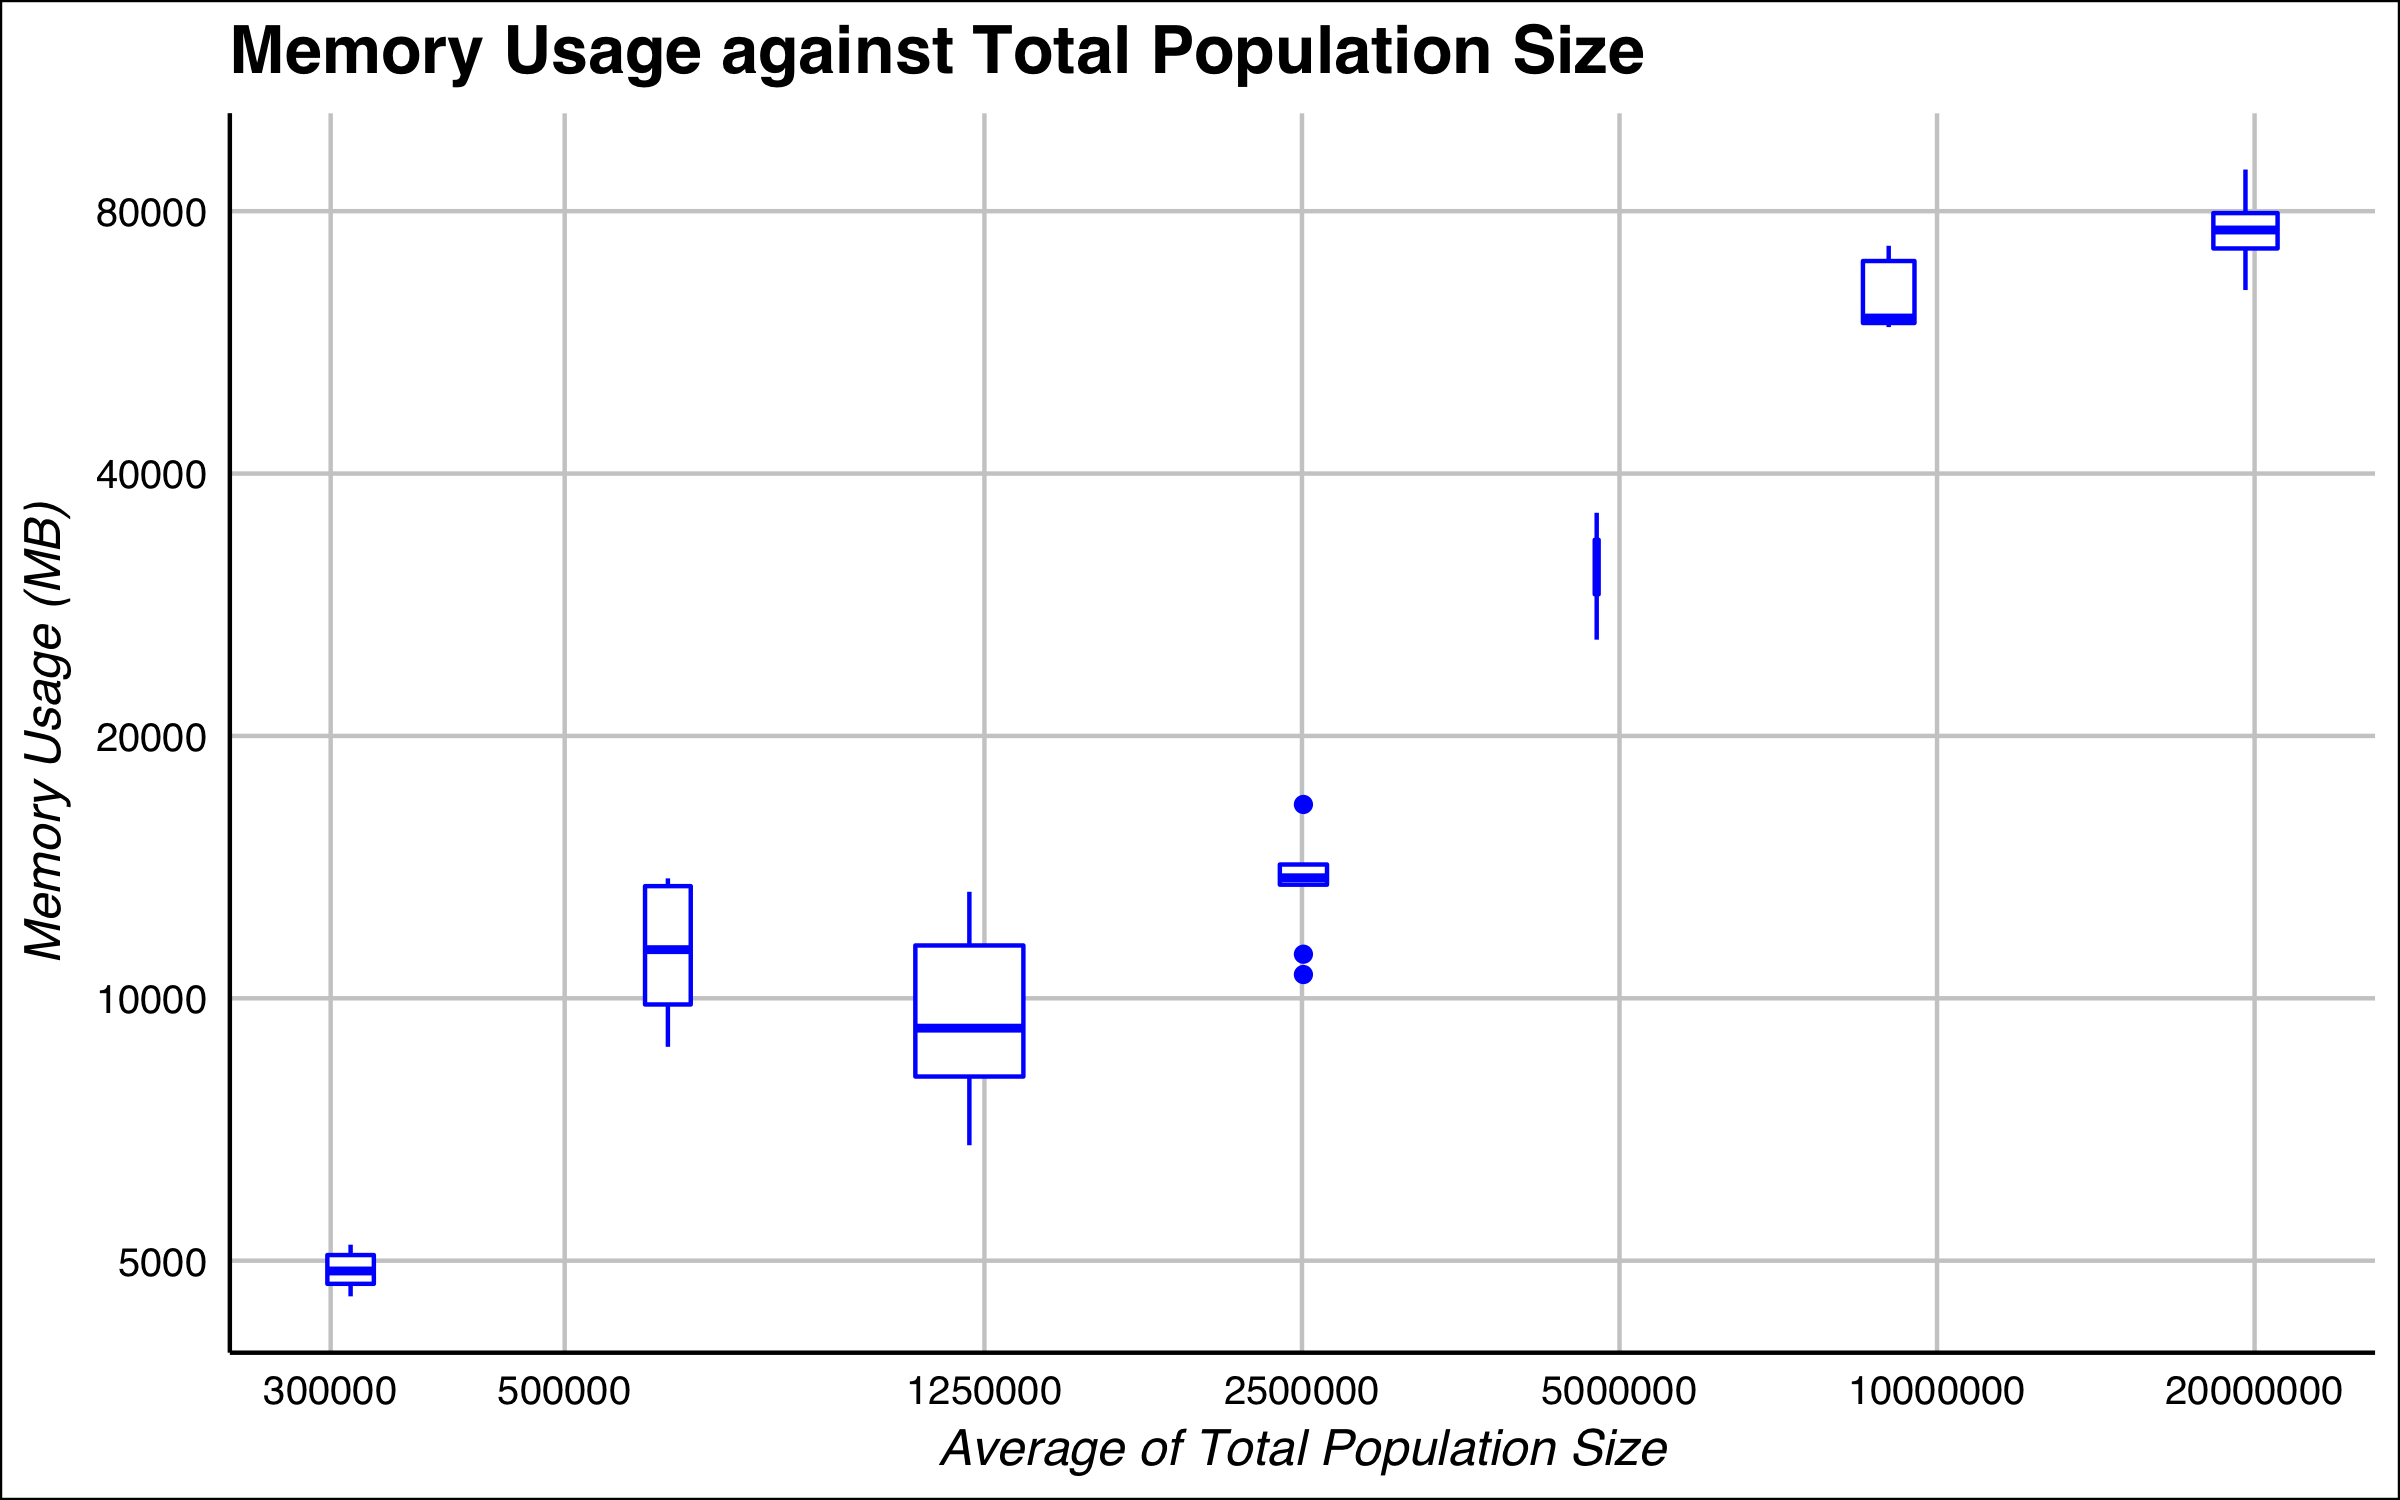 Memory Usage against Total Population Size
Memory Usage (MB)
80000
40000
20000
10000
5000
300000 500000 1250000 2500000 5000000 10000000 20000000
Average of Total Population Size